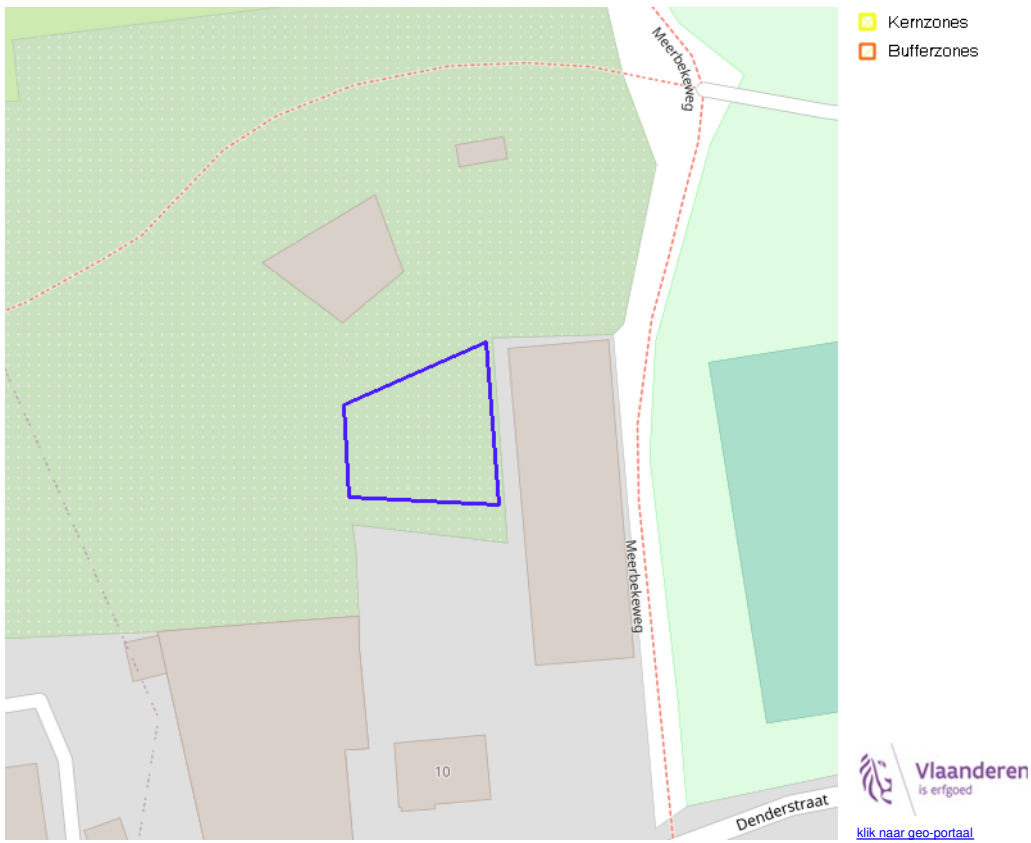 Kernzones
Bufferzones
Meerbekeweg
Meerbekeweg
10
Denderstraat
Vlaanderen
is erfgoed
klik naar geo-portaal